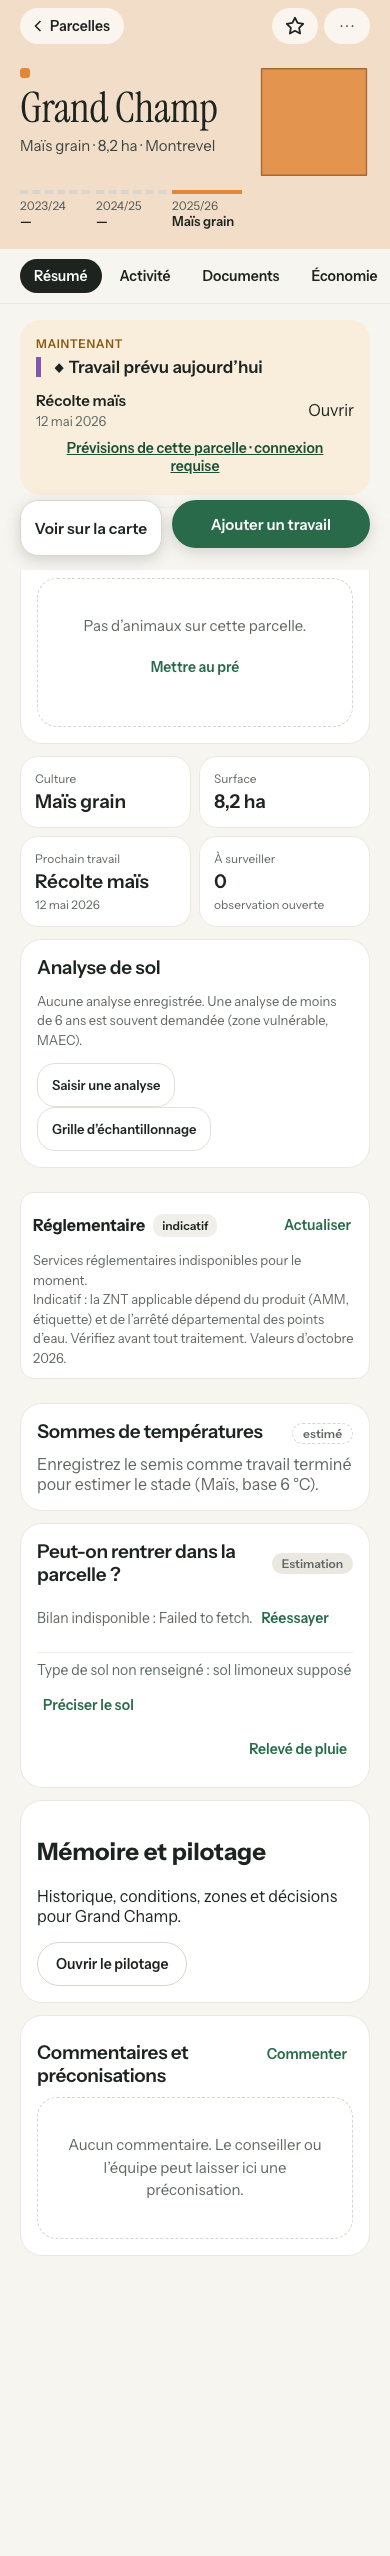 Parcelles
···
Grand Champ
Maïs grain · 8,2 ha · Montrevel
2023/24
2024/25
2025/26
—
—
Maïs grain
Résumé
Activité
Documents
Économie
MAINTENANT
◆ Travail prévu aujourd’hui
Récolte maïs
12 mai 2026
Ouvrir
Prévisions de cette parcelle · connexion
requise
Voir sur la carte
Ajouter un travail
Pas d’animaux sur cette parcelle.
Mettre au pré
Culture
Maïs grain
Surface
8,2 ha
Prochain travail
Récolte maïs
12 mai 2026
À surveiller
0
observation ouverte
Analyse de sol
Aucune analyse enregistrée. Une analyse de moins
de 6 ans est souvent demandée (zone vulnérable,
MAEC).
Saisir une analyse
Grille d’échantillonnage
Réglementaire
indicatif
Actualiser
Services réglementaires indisponibles pour le
moment.
Indicatif : la ZNT applicable dépend du produit (AMM,
étiquette) et de l’arrêté départemental des points
d’eau. Vérifiez avant tout traitement. Valeurs d’octobre
2026.
Sommes de températures
estimé
Enregistrez le semis comme travail terminé
pour estimer le stade (Maïs, base 6 °C).
Peut-on rentrer dans la
parcelle ?
Estimation
Bilan indisponible : Failed to fetch.
Réessayer
Type de sol non renseigné : sol limoneux supposé
Préciser le sol
Relevé de pluie
Mémoire et pilotage
Historique, conditions, zones et décisions
pour Grand Champ.
Ouvrir le pilotage
Commentaires et
préconisations
Commenter
Aucun commentaire. Le conseiller ou
l’équipe peut laisser ici une
préconisation.